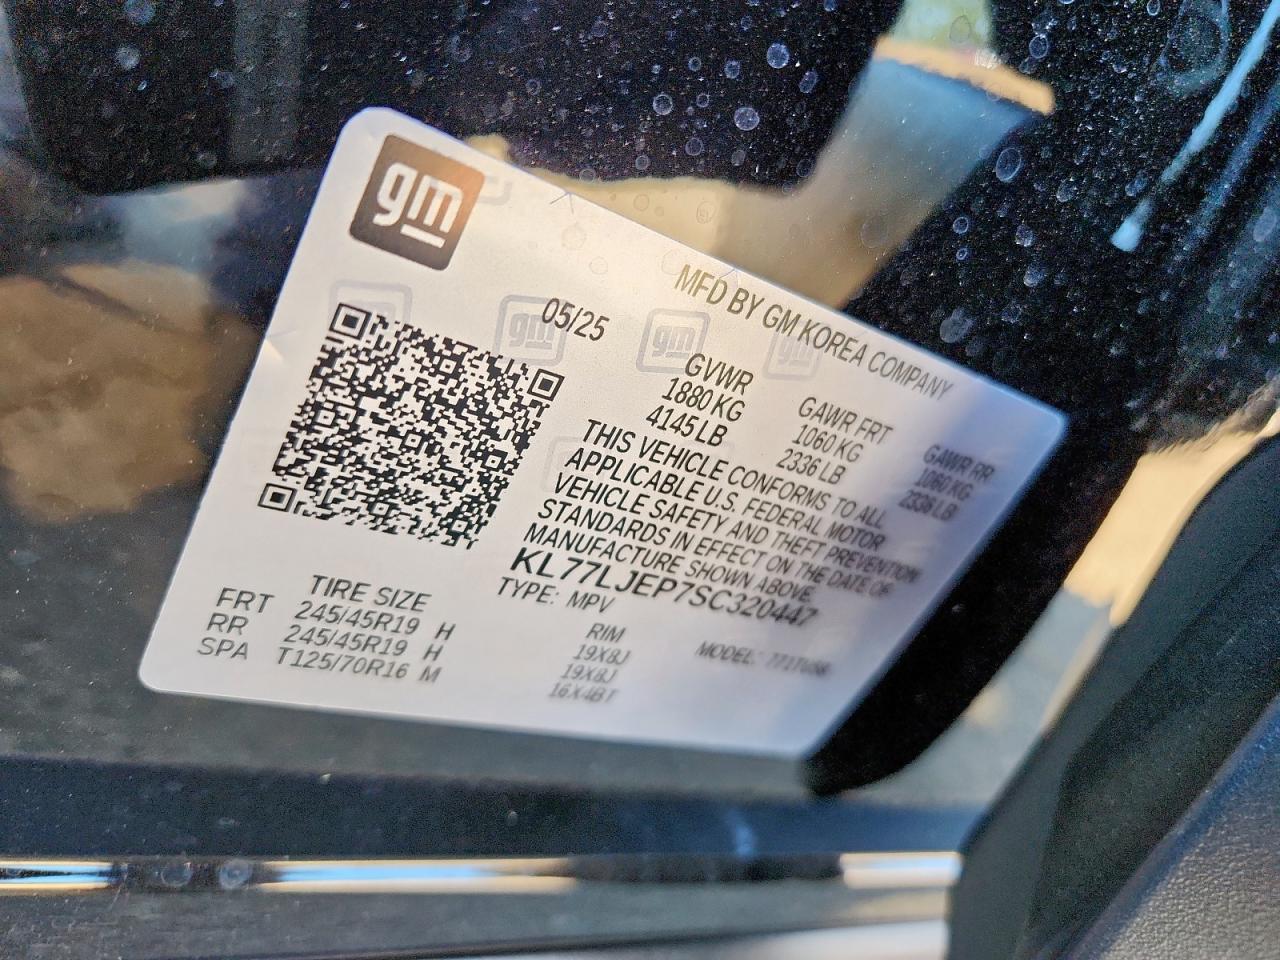 gm
MFD BY GM KOREA COMPANY
05/25
GVWR GAWR FRT GAWR RR
1880 KG 1060 KG 1060 KG
4145 LB 2336 LB 2336 LB
THIS VEHICLE CONFORMS TO ALL
APPLICABLE U.S. FEDERAL MOTOR
VEHICLE SAFETY AND THEFT PREVENTION
STANDARDS IN EFFECT ON THE DATE OF
MANUFACTURE SHOWN ABOVE.
KL77LJEP7SC320447
TYPE: MPV MODEL:
TIRE SIZE RIM
FRT 245/45R19 H 19X8J
RR 245/45R19 H 19X8J
SPA T125/70R16 M 16X4BT